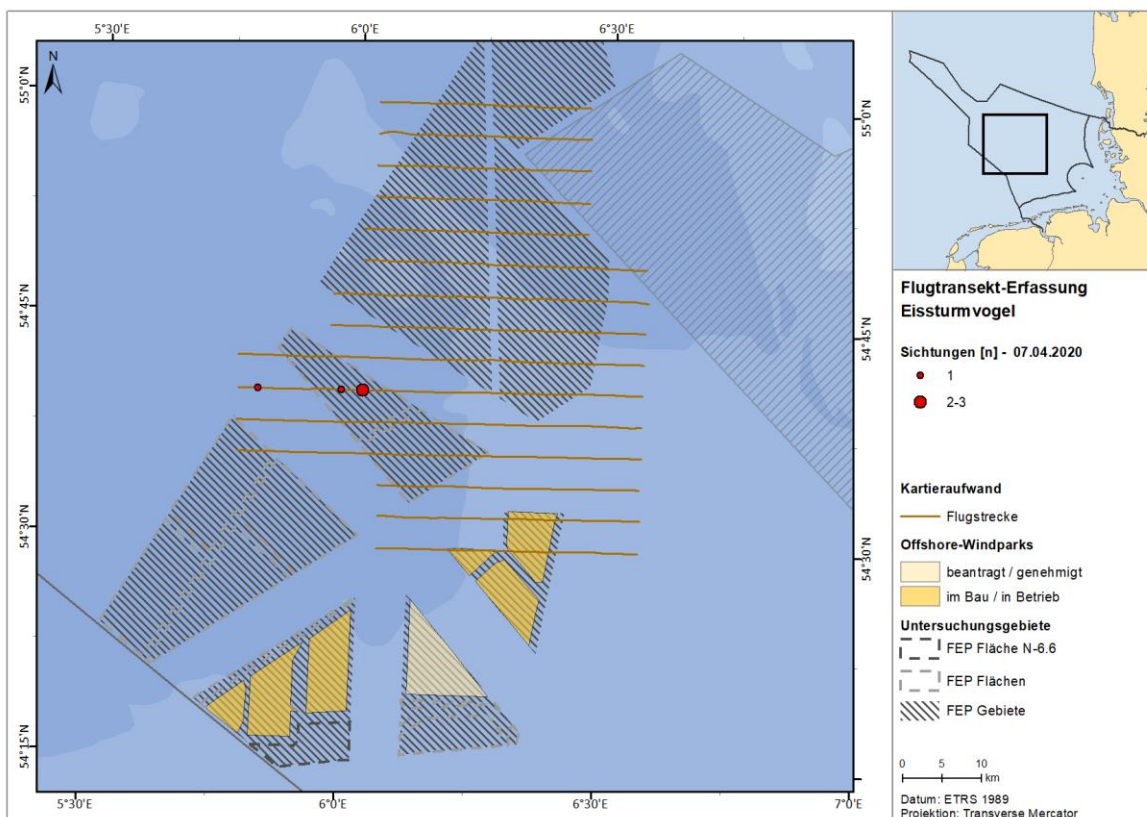 5°30'E
6°0'E
6°30'E
N
55°0'N
55°0'N
54°45'N
54°45'N
54°30'N
54°30'N
54°15'N
5°30'E
6°0'E
6°30'E
7°0'E
Flugtransekt-Erfassung
Eissturmvogel
Sichtungen [n] - 07.04.2020
1
2-3
Kartieraufwand
Flugstrecke
Offshore-Windparks
beantragt / genehmigt
im Bau / in Betrieb
Untersuchungsgebiete
FEP Fläche N-6.6
FEP Flächen
FEP Gebiete
0 5 10
km
Datum: ETRS 1989
Projektion: Transverse Mercator